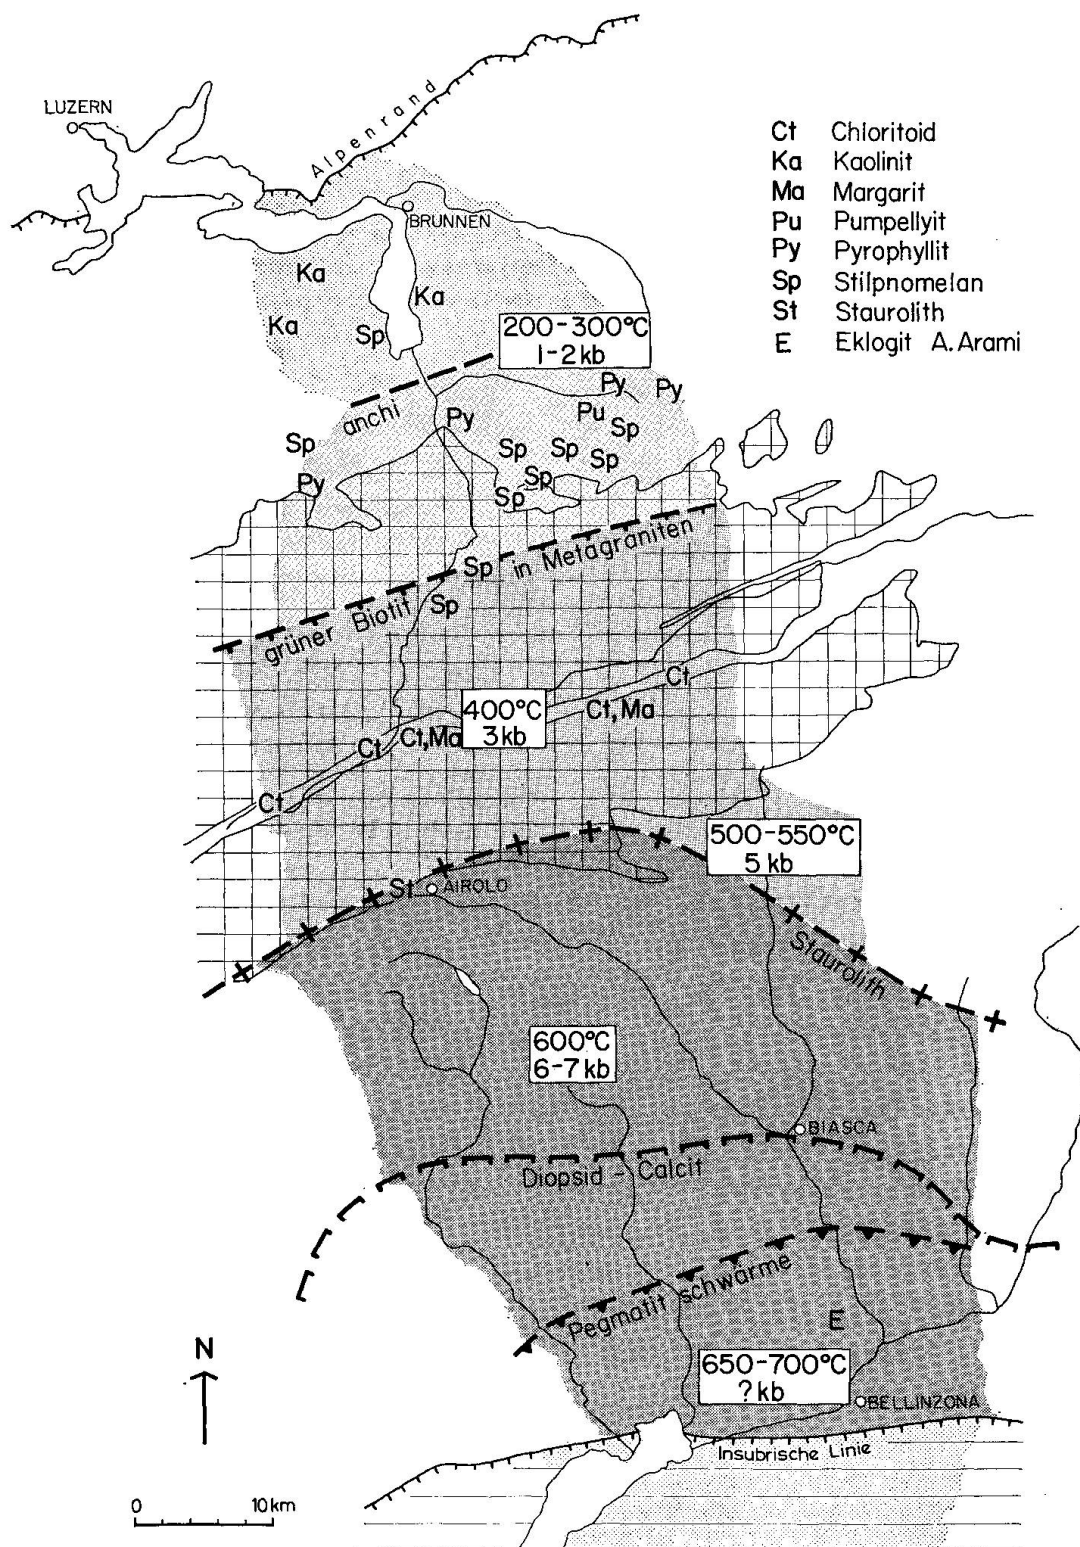 LUZERN
Alpenrand
Ct Chloritoid
Ka Kaolinit
Ma Margarit
Pu Pumpellyit
Py Pyrophyllit
Sp Stilpnomelan
St Staurolith
E Eklogit A.Arami
BRUNNEN
Ka
Ka
Ka
Sp
200-300°C
1-2 kb
Py
Py
anchi
Py
Pu
Sp
Sp
Sp
Sp
Sp
Sp
Py
Sp
grüner Biotit Sp in Metagraniten
Sp
Ct
400°C
3 kb
Ct,Ma
Ct
Ct,Ma
Ct
500-550°C
5 kb
St
AIROLO
Staurolith
600°C
6-7 kb
BIASCA
Diopsid - Calcit
Pegmatit schwärme
E
N
650-700°C
? kb
BELLINZONA
Insubrische Linie
0 10 km